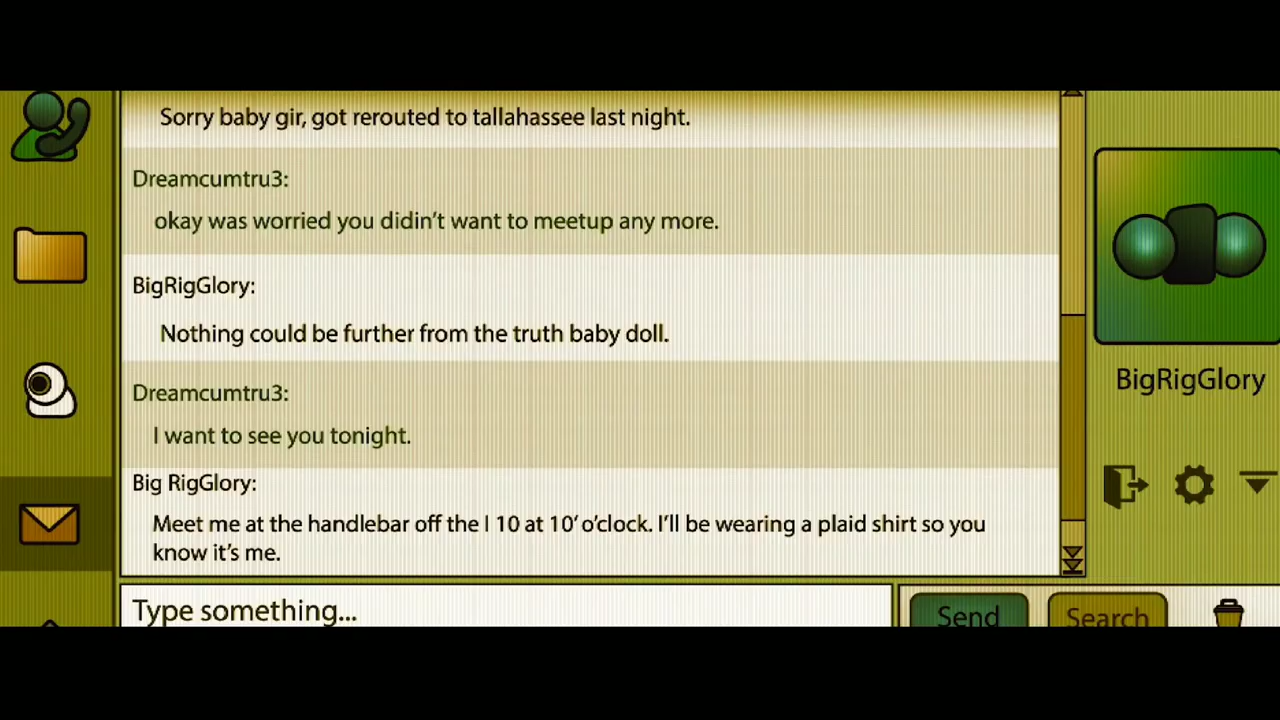 Sorry baby gir, got rerouted to tallahassee last night.
Dreamcumtru3:
okay was worried you didin't want to meetup any more.
BigRigGlory:
Nothing could be further from the truth baby doll.
Dreamcumtru3:
I want to see you tonight.
Big RigGlory:
Meet me at the handlebar off the I 10 at 10' o'clock. I'll be wearing a plaid shirt so you
know it's me.
BigRigGlory
Type something...
Send
Search